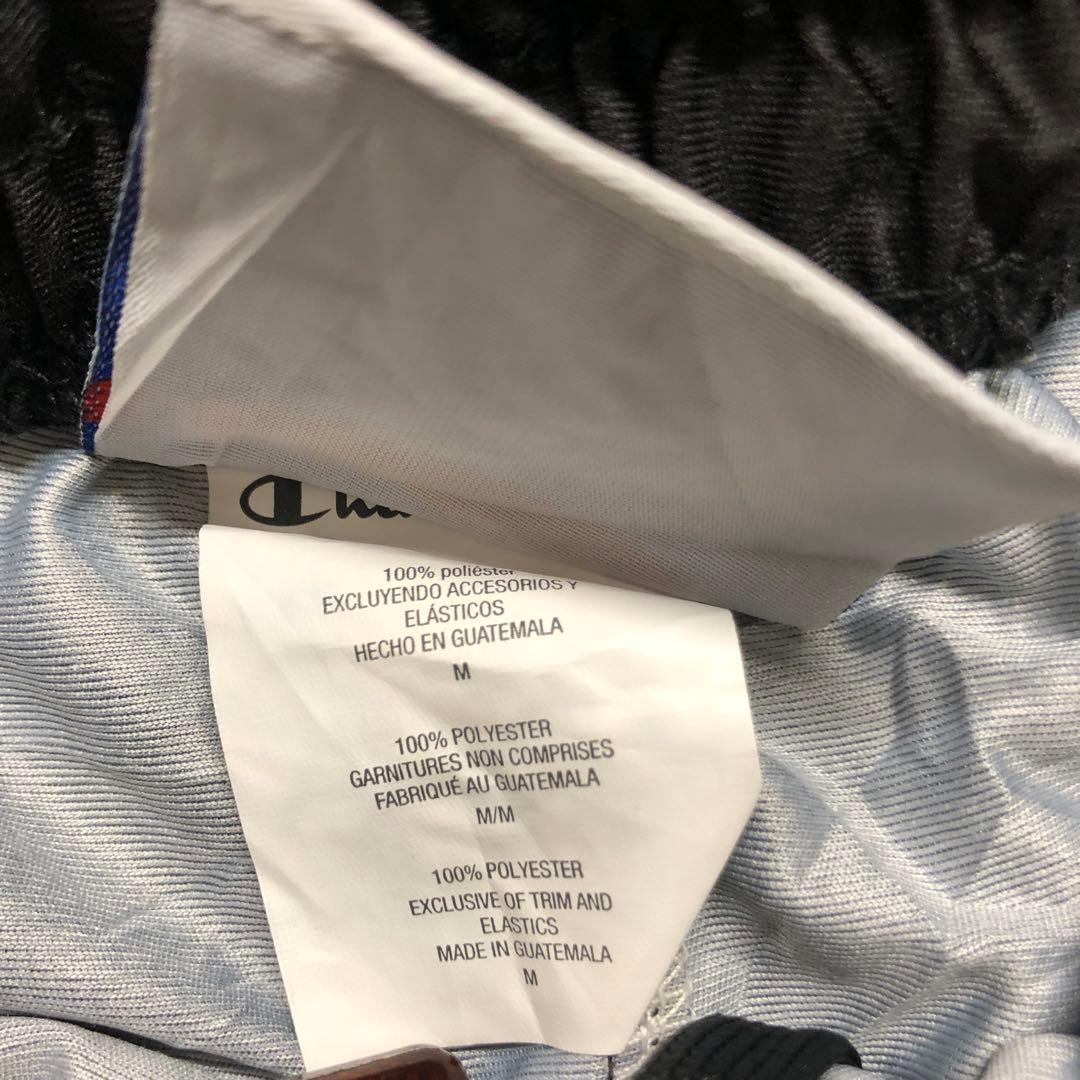 100% poliéster
EXCLUYENDO ACCESORIOS Y
ELÁSTICOS
HECHO EN GUATEMALA
M
100% POLYESTER
GARNITURES NON COMPRISES
FABRIQUÉ AU GUATEMALA
M/M
100% POLYESTER
EXCLUSIVE OF TRIM AND
ELASTICS
MADE IN GUATEMALA
M